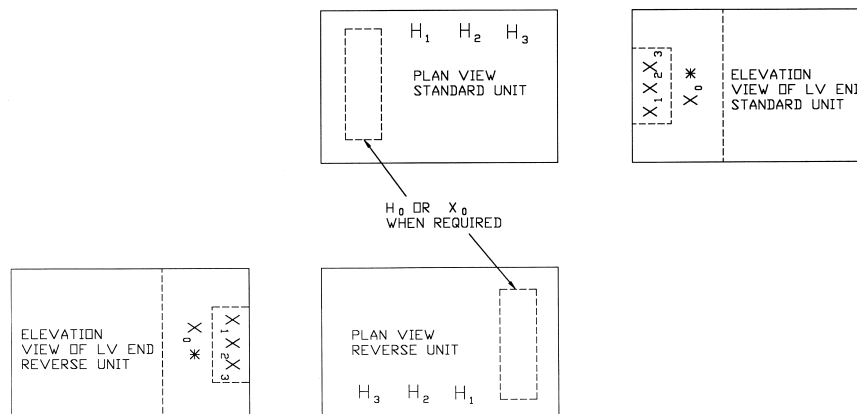 H1 H2 H3
PLAN VIEW
STANDARD UNIT
X1 X2 X3
X0 *
ELEVATION
VIEW OF LV END
STANDARD UNIT
H0 OR X0
WHEN REQUIRED
ELEVATION
VIEW OF LV END
REVERSE UNIT
X0 *
X1 X2 X3
PLAN VIEW
REVERSE UNIT
H3 H2 H1